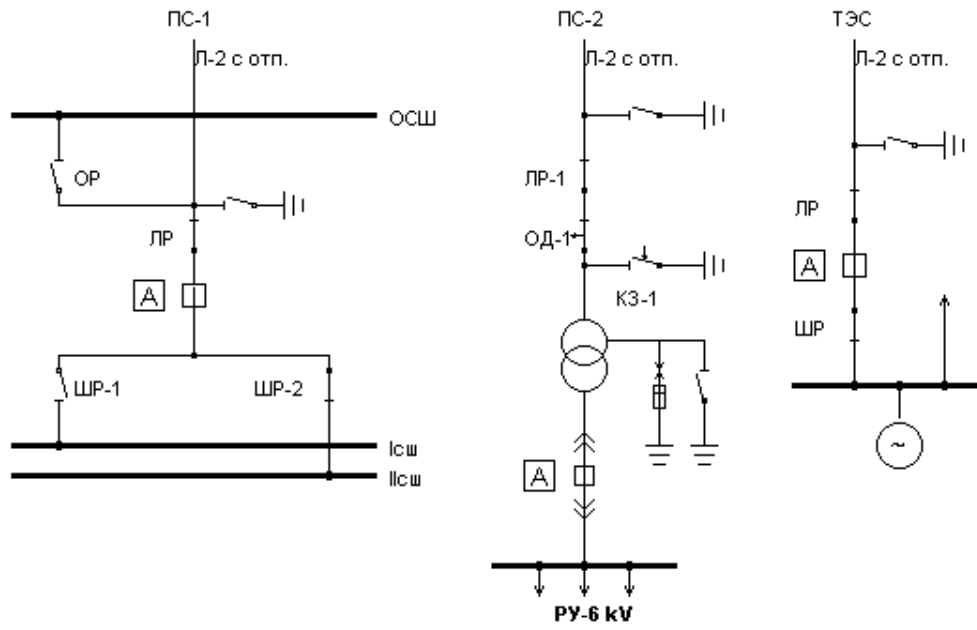 ПС-1
Л-2 с отп.
ОСШ
ОР
ЛР
А
ШР-1
ШР-2
Iсш
IIсш
ПС-2
Л-2 с отп.
ЛР-1
ОД-1
КЗ-1
А
РУ-6 kV
ТЭС
Л-2 с отп.
ЛР
А
ШР
~